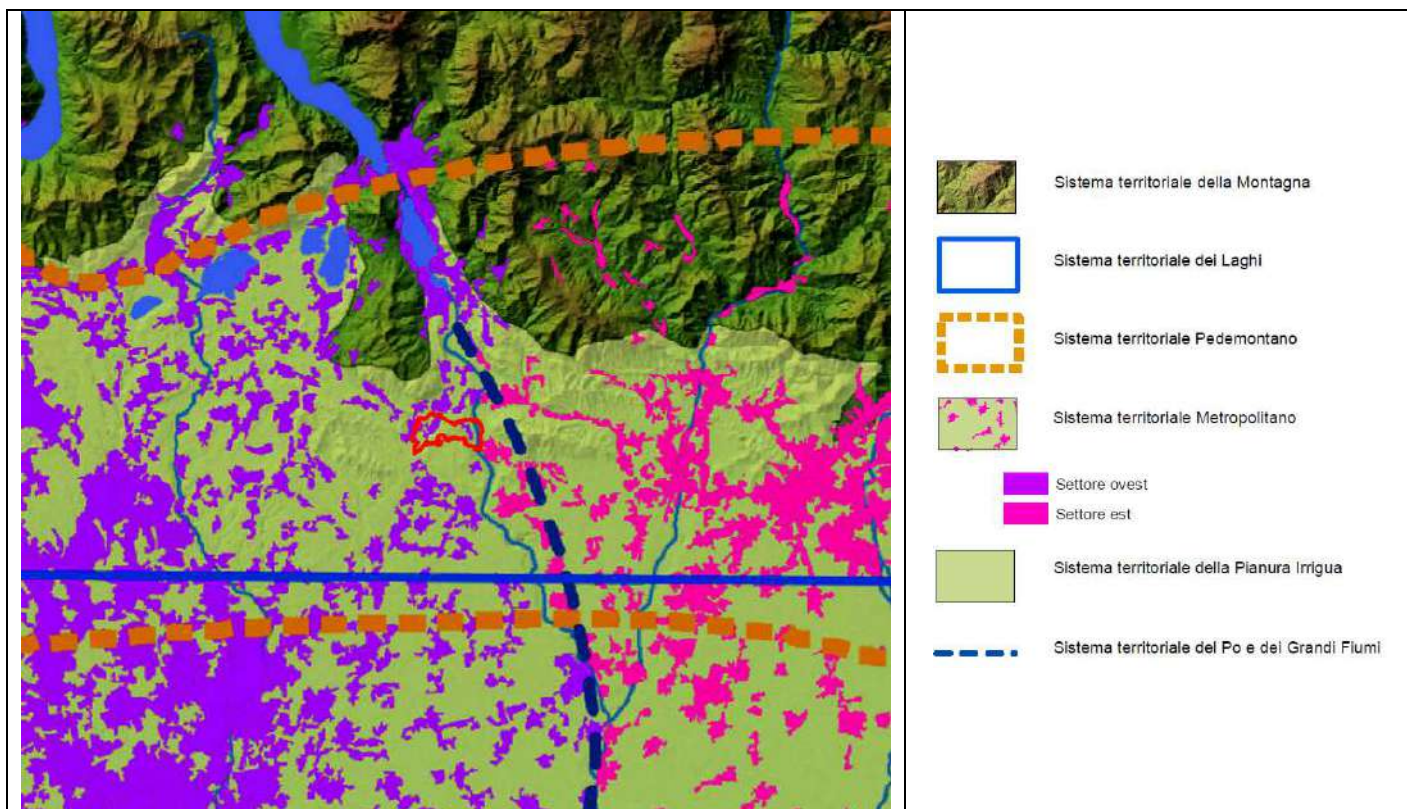 Sistema territoriale della Montagna
Sistema territoriale dei Laghi
Sistema territoriale Pedemontano
Sistema territoriale Metropolitano
Settore ovest
Settore est
Sistema territoriale della Pianura Irrigua
Sistema territoriale del Po e dei Grandi Fiumi